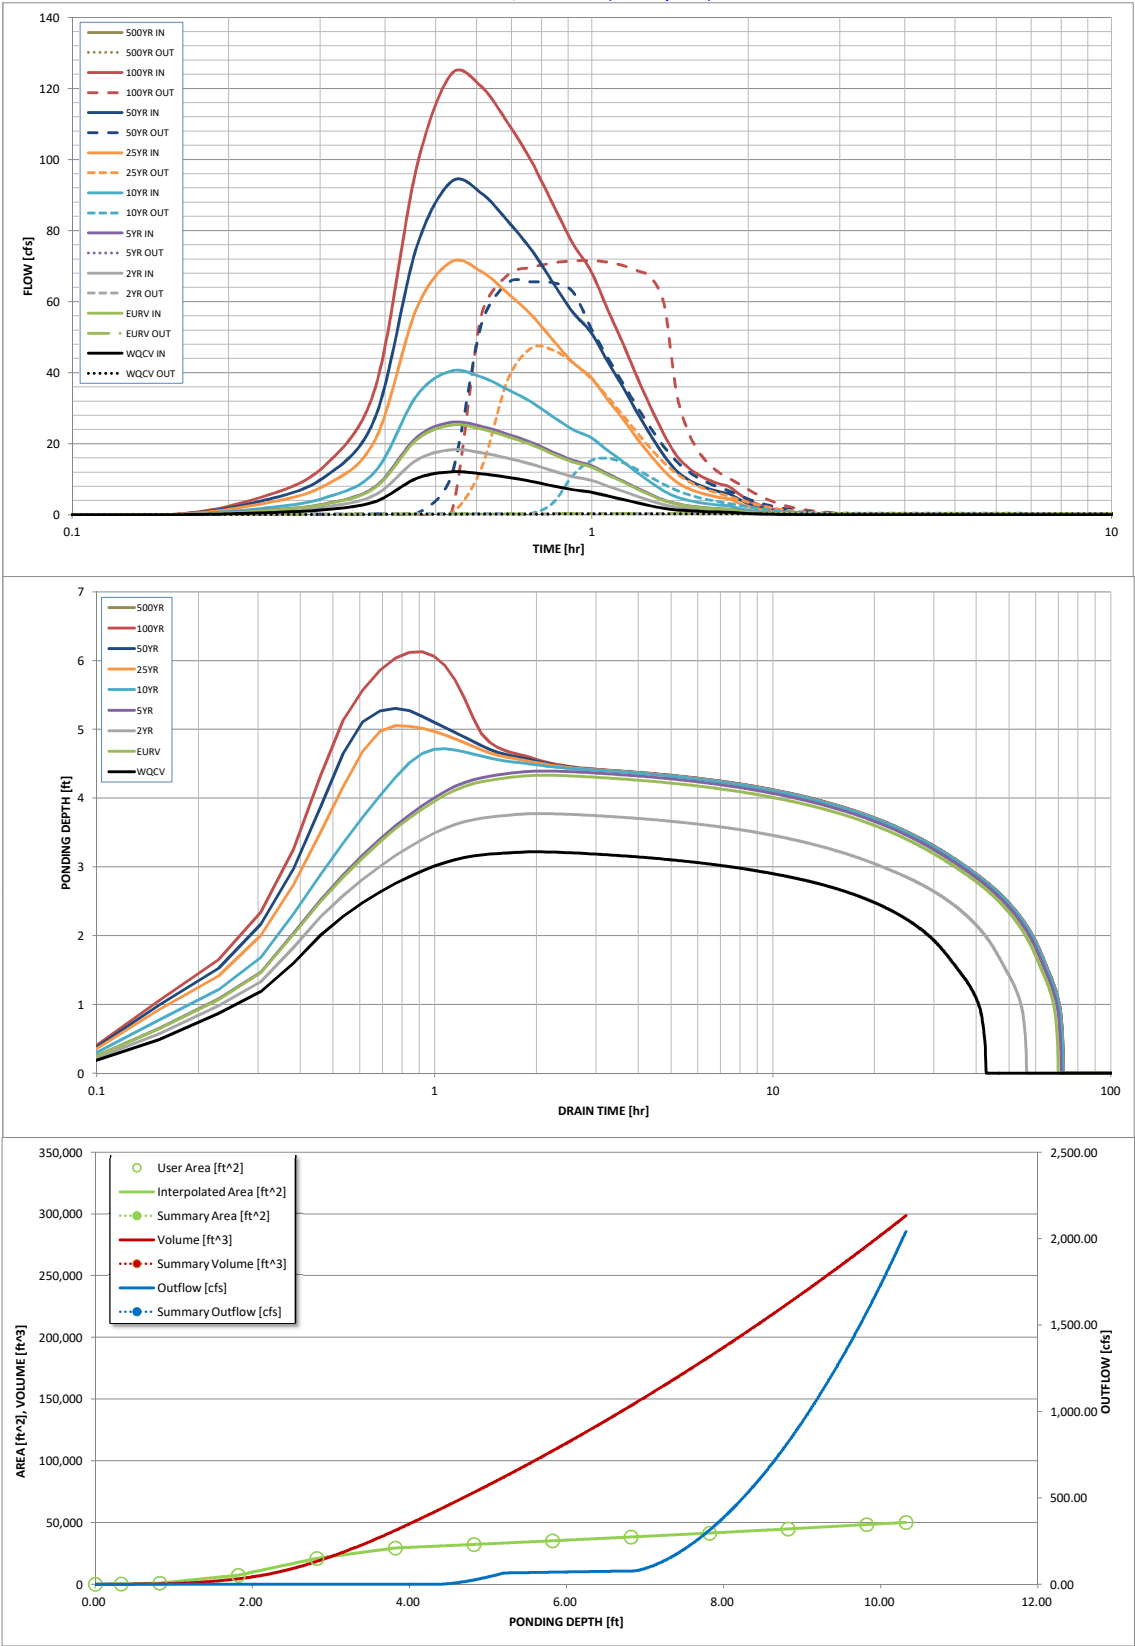 140
120
100
80
60
40
20
0
FLOW [cfs]
500YR IN
500YR OUT
100YR IN
100YR OUT
50YR IN
50YR OUT
25YR IN
25YR OUT
10YR IN
10YR OUT
5YR IN
5YR OUT
2YR IN
2YR OUT
EURV IN
EURV OUT
WQCV IN
WQCV OUT
0.1
1
10
TIME [hr]
7
6
5
4
3
2
1
0
PONDING DEPTH [ft]
500YR
100YR
50YR
25YR
10YR
5YR
2YR
EURV
WQCV
0.1
1
10
100
DRAIN TIME [hr]
350,000
300,000
250,000
200,000
150,000
100,000
50,000
0
AREA [ft^2], VOLUME [ft^3]
User Area [ft^2]
Interpolated Area [ft^2]
Summary Area [ft^2]
Volume [ft^3]
Summary Volume [ft^3]
Outflow [cfs]
Summary Outflow [cfs]
2,500.00
2,000.00
1,500.00
1,000.00
500.00
0.00
OUTFLOW [cfs]
0.00
2.00
4.00
6.00
8.00
10.00
12.00
PONDING DEPTH [ft]